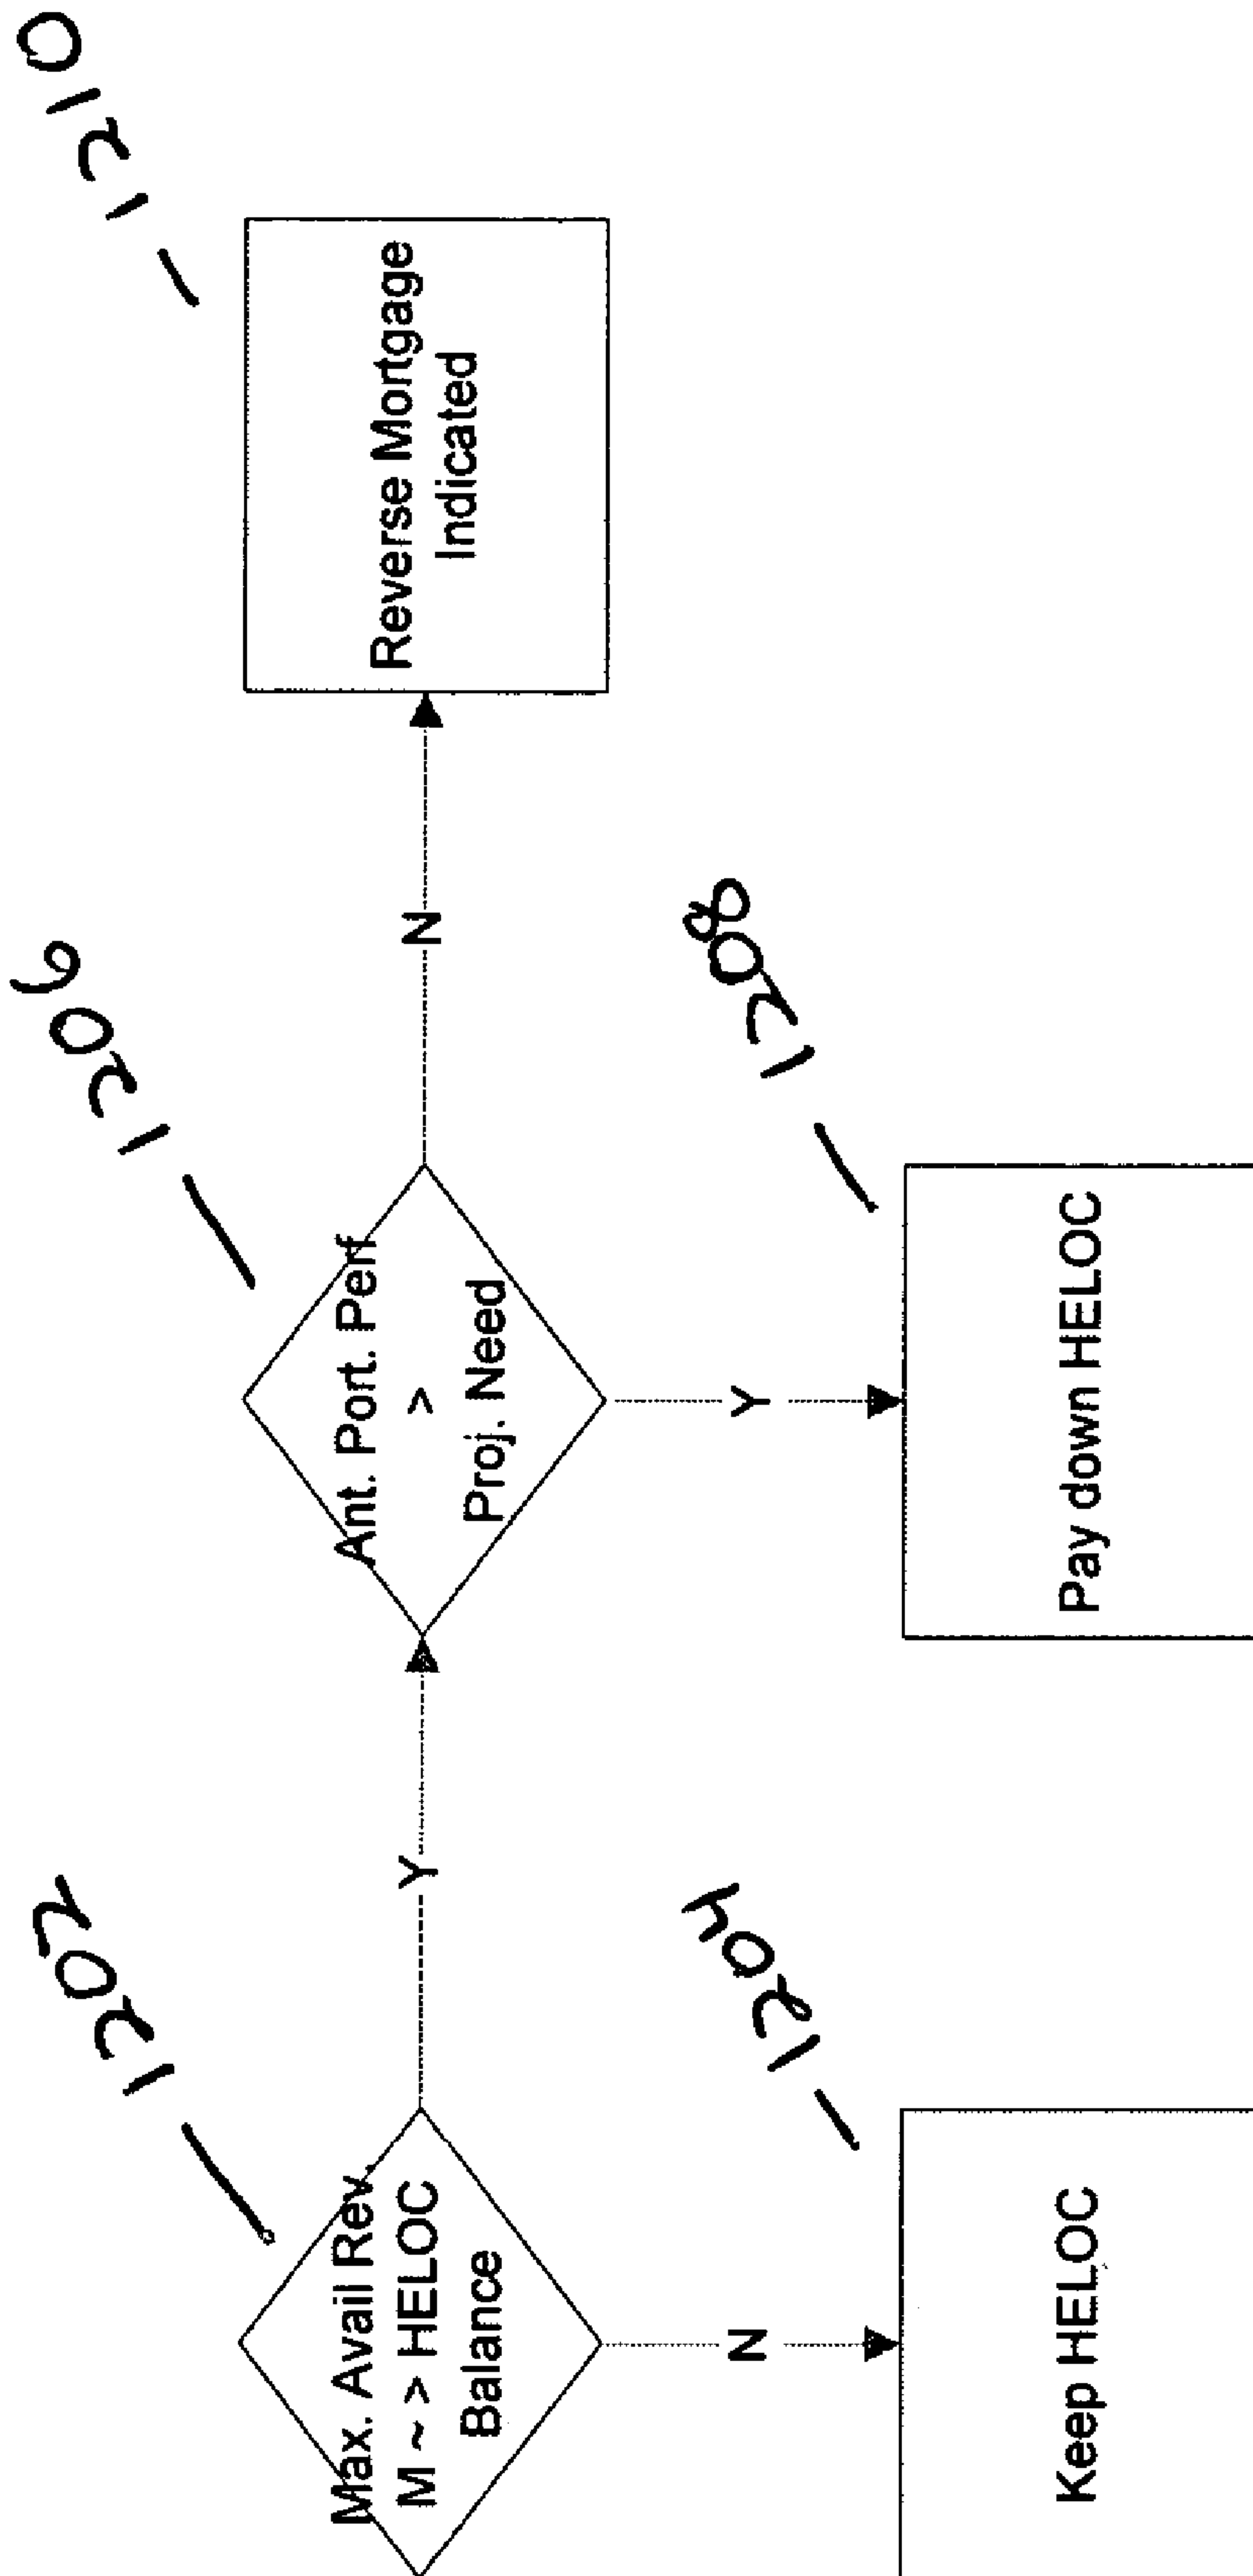 1202
Max. Avail Rev.
M ~ > HELOC
Balance
Y
N
1204
Keep HELOC
1206
Ant. Port. Perf
>
Proj. Need
N
Y
1208
Pay down HELOC
1210
Reverse Mortgage
Indicated